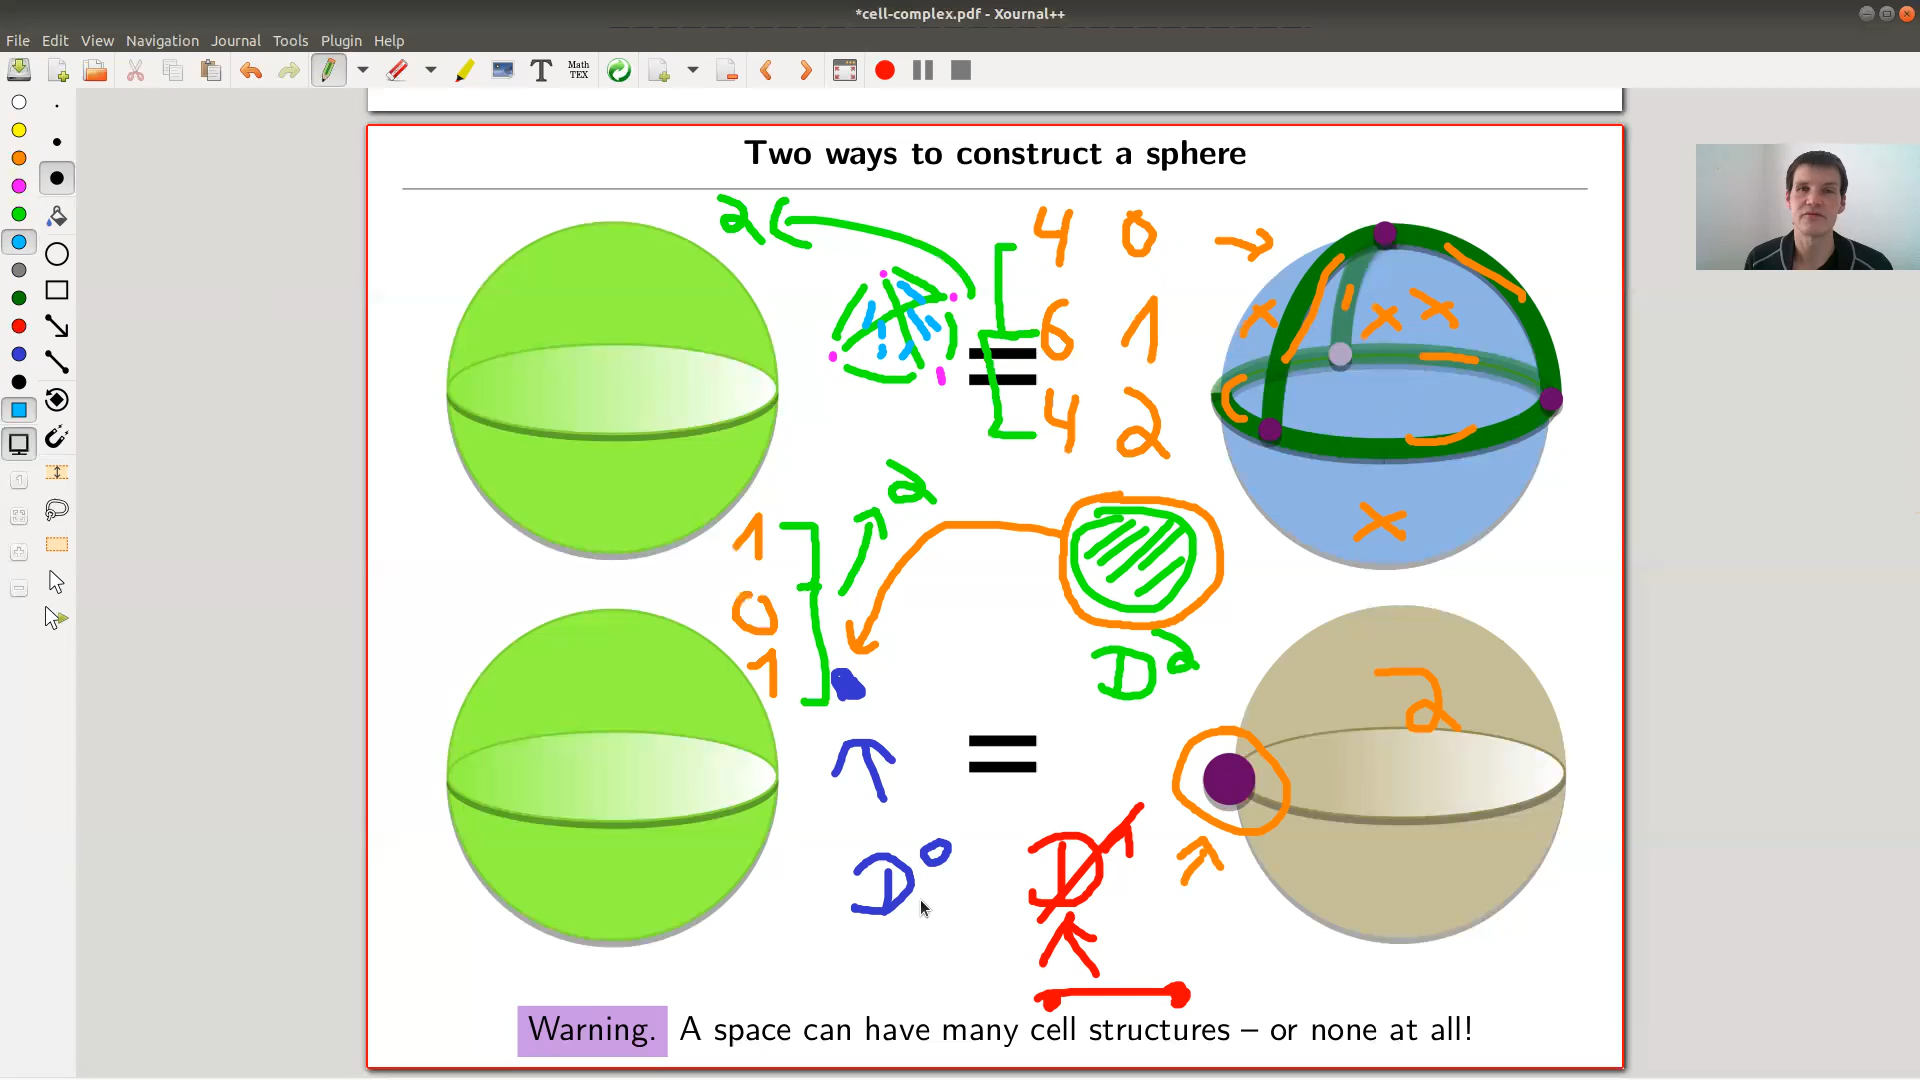 *cell-complex.pdf - Xournal++
File Edit View Navigation Journal Tools Plugin Help
T Math TEX
Two ways to construct a sphere
2
4 0
6 1
4 2
=
2
1
0
1
D²
2
=
D⁰
D¹
Warning. A space can have many cell structures – or none at all!